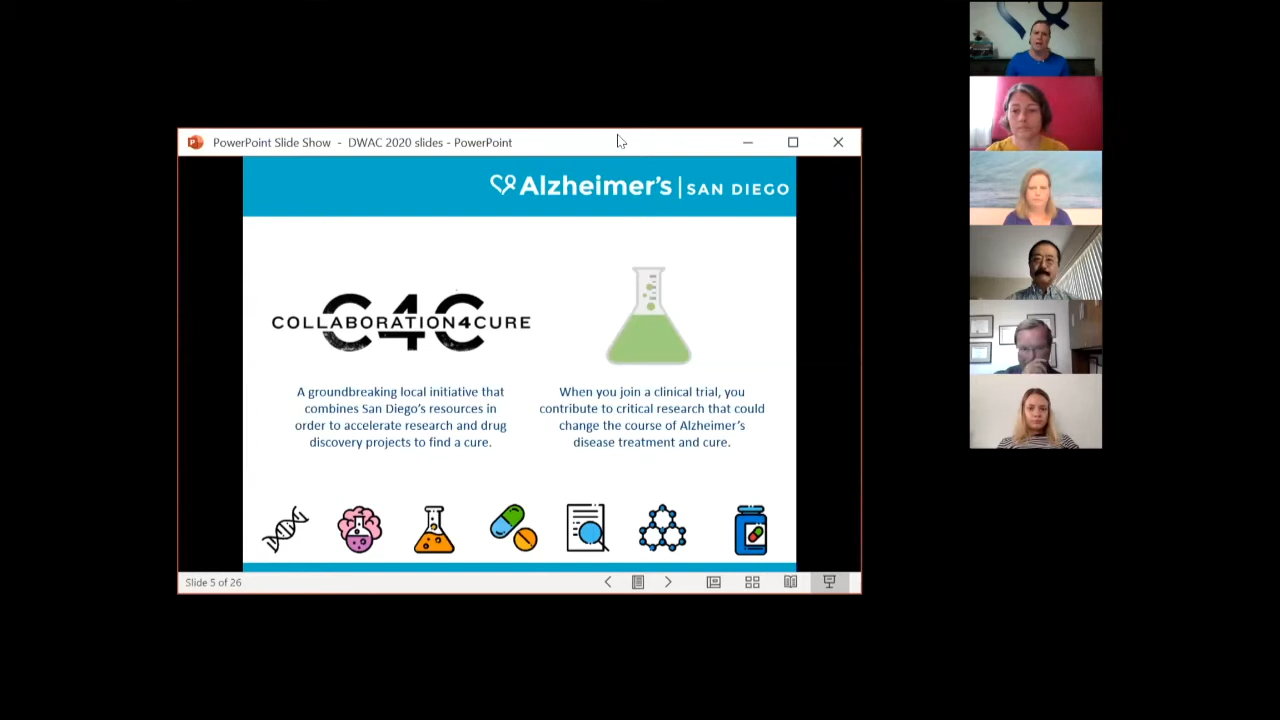 PowerPoint Slide Show - DWAC 2020 slides - PowerPoint
Alzheimer's | SAN DIEGO
C4C
COLLABORATION4CURE
A groundbreaking local initiative that
combines San Diego's resources in
order to accelerate research and drug
discovery projects to find a cure.
When you join a clinical trial, you
contribute to critical research that could
change the course of Alzheimer's
disease treatment and cure.
Slide 5 of 26